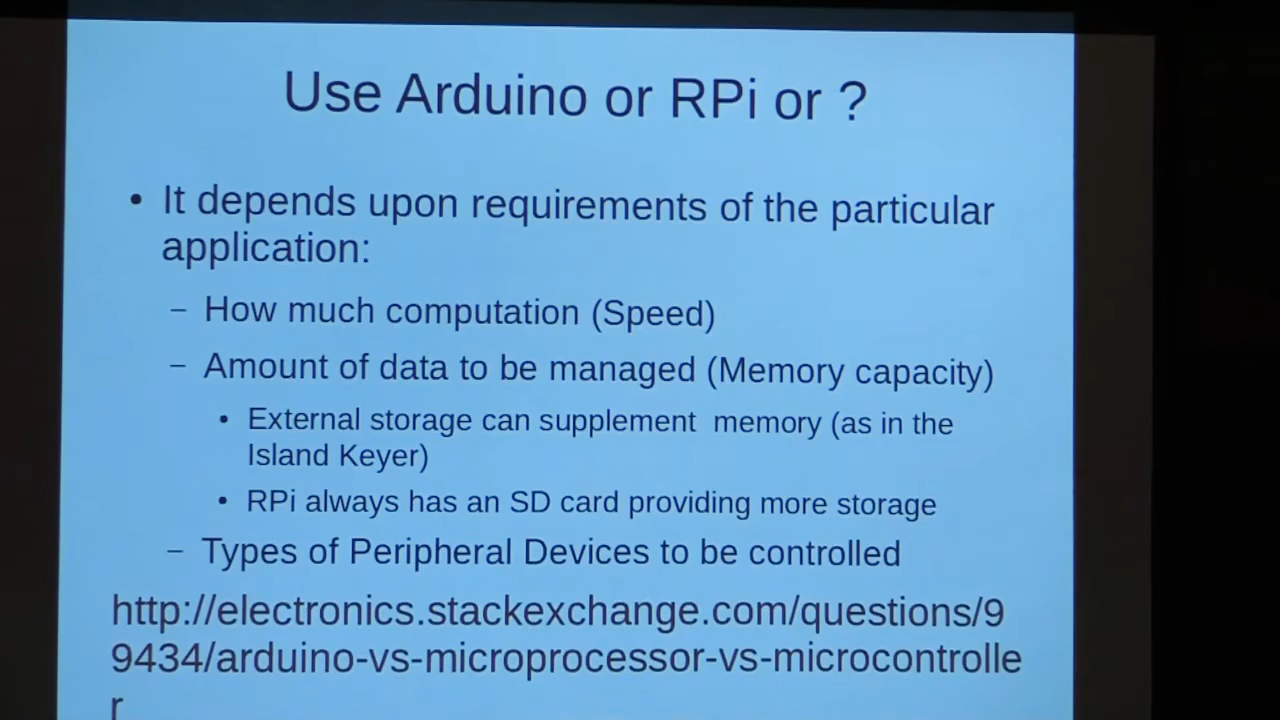 Use Arduino or RPi or ?
• It depends upon requirements of the particular
application:
– How much computation (Speed)
– Amount of data to be managed (Memory capacity)
• External storage can supplement  memory (as in the
Island Keyer)
• RPi always has an SD card providing more storage
– Types of Peripheral Devices to be controlled
http://electronics.stackexchange.com/questions/9
9434/arduino-vs-microprocessor-vs-microcontrolle
r